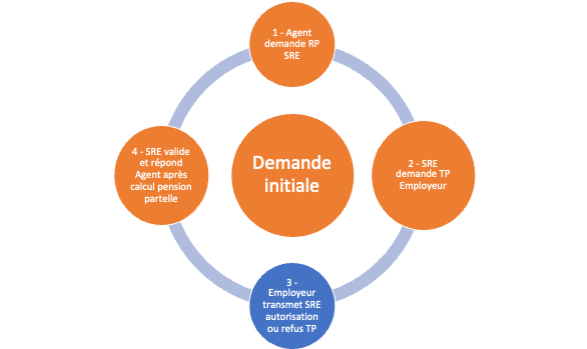 1 - Agent
demande RP
SRE
2 - SRE
demande TP
Employeur
3 -
Employeur
transmet SRE
autorisation
ou refus TP
4 - SRE valide
et répond
Agent après
calcul pension
partelle
Demande
initiale